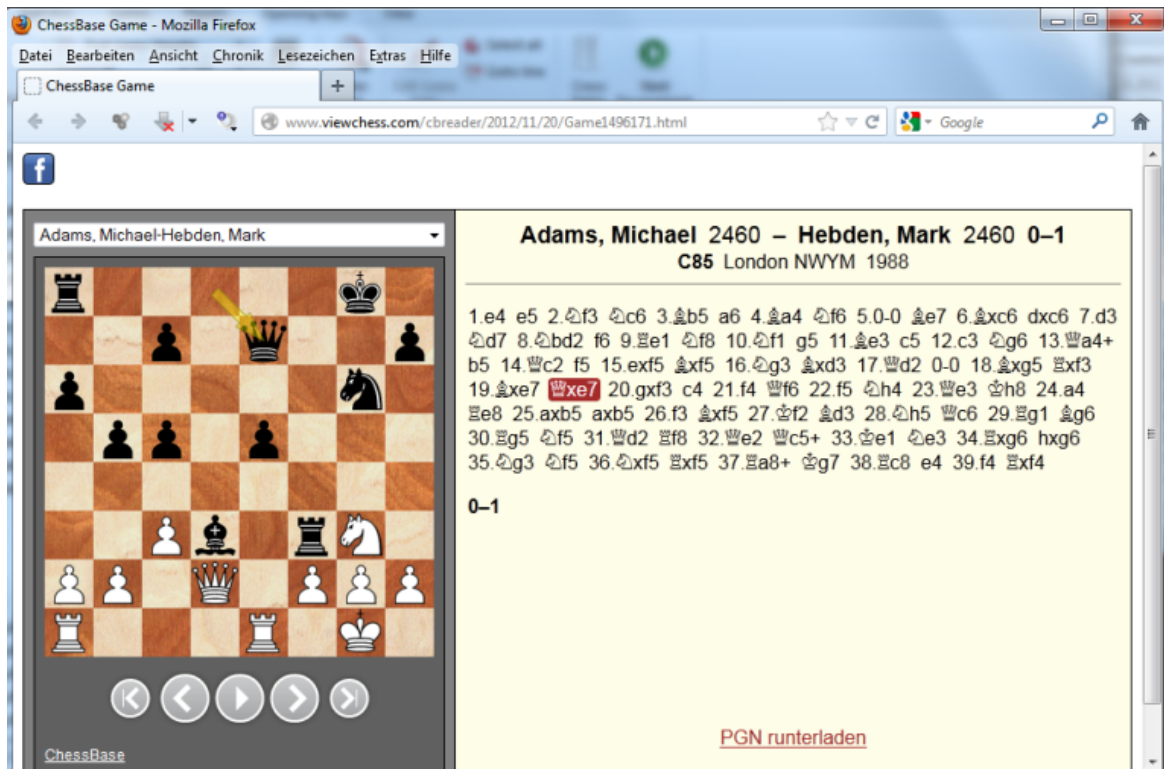 ChessBase Game - Mozilla Firefox
Datei Bearbeiten Ansicht Chronik Lesezeichen Extras Hilfe
ChessBase Game
www.viewchess.com/cbreader/2012/11/20/Game1496171.html
Google
f
Adams, Michael-Hebden, Mark
Adams, Michael 2460 – Hebden, Mark 2460 0–1
C85 London NWYM 1988
1.e4 e5 2.♘f3 ♘c6 3.♗b5 a6 4.♗a4 ♘f6 5.0-0 ♗e7 6.♗xc6 dxc6 7.d3
♘d7 8.♘bd2 f6 9.♖e1 ♘f8 10.♘f1 g5 11.♗e3 c5 12.c3 ♘g6 13.♕a4+
b5 14.♕c2 f5 15.exf5 ♗xf5 16.♘g3 ♗xd3 17.♕d2 0-0 18.♗xg5 ♖xf3
19.♗xe7 ♕xe7 20.gxf3 c4 21.f4 ♕f6 22.f5 ♘h4 23.♕e3 ♔h8 24.a4
♖e8 25.axb5 axb5 26.f3 ♗xf5 27.♔f2 ♗d3 28.♘h5 ♕c6 29.♖g1 ♗g6
30.♖g5 ♘f5 31.♕d2 ♖f8 32.♕e2 ♕c5+ 33.♔e1 ♘e3 34.♖xg6 hxg6
35.♘g3 ♘f5 36.♘xf5 ♖xf5 37.♖a8+ ♔g7 38.♖c8 e4 39.f4 ♖xf4
0–1
PGN runterladen
ChessBase